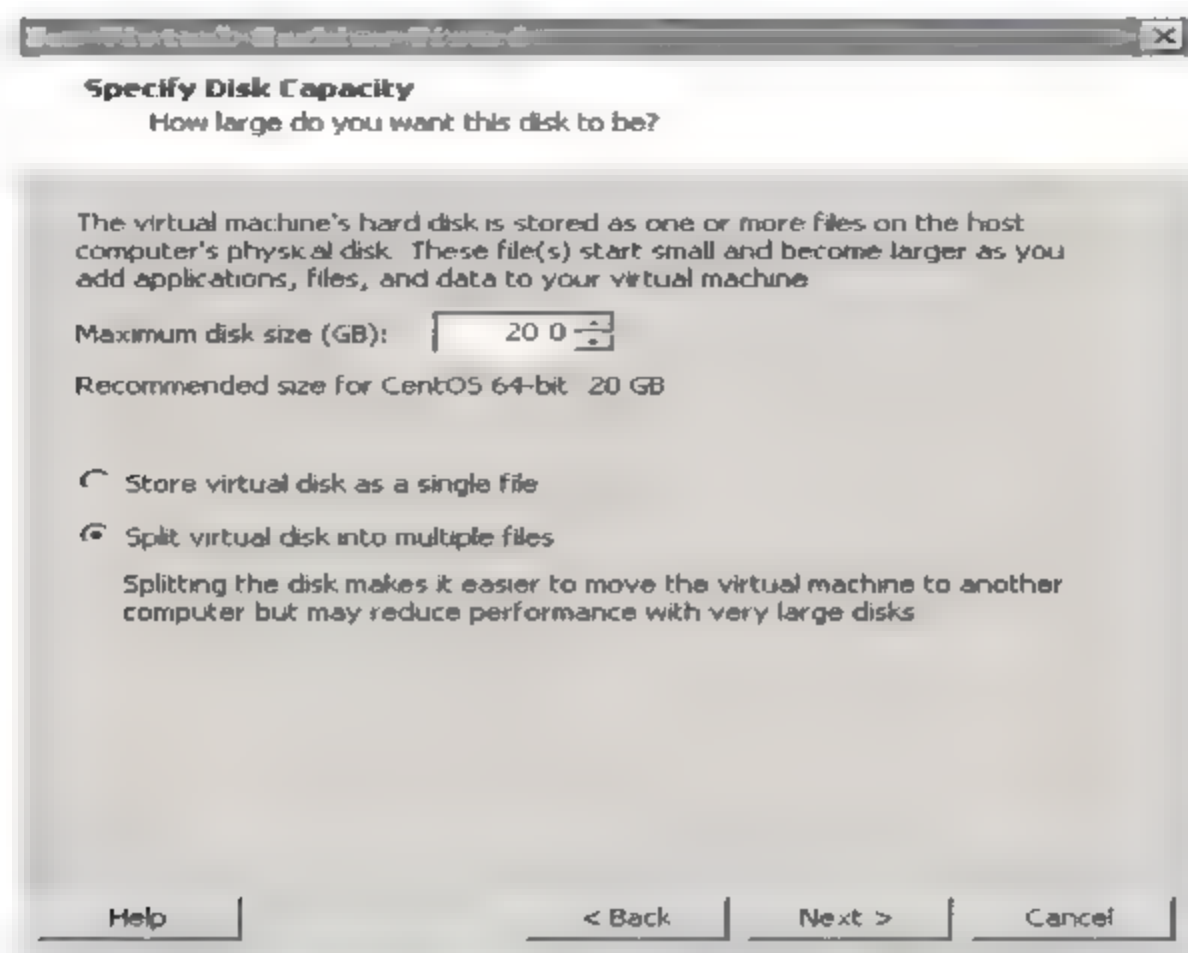 Specify Disk Capacity
How large do you want this disk to be?
The virtual machine's hard disk is stored as one or more files on the host
computer's physical disk These file(s) start small and become larger as you
add applications, files, and data to your virtual machine
Maximum disk size (GB): 20 0
Recommended size for CentOS 64-bit 20 GB
Store virtual disk as a single file
Split virtual disk into multiple files
Splitting the disk makes it easier to move the virtual machine to another
computer but may reduce performance with very large disks
Help < Back Next > Cancel